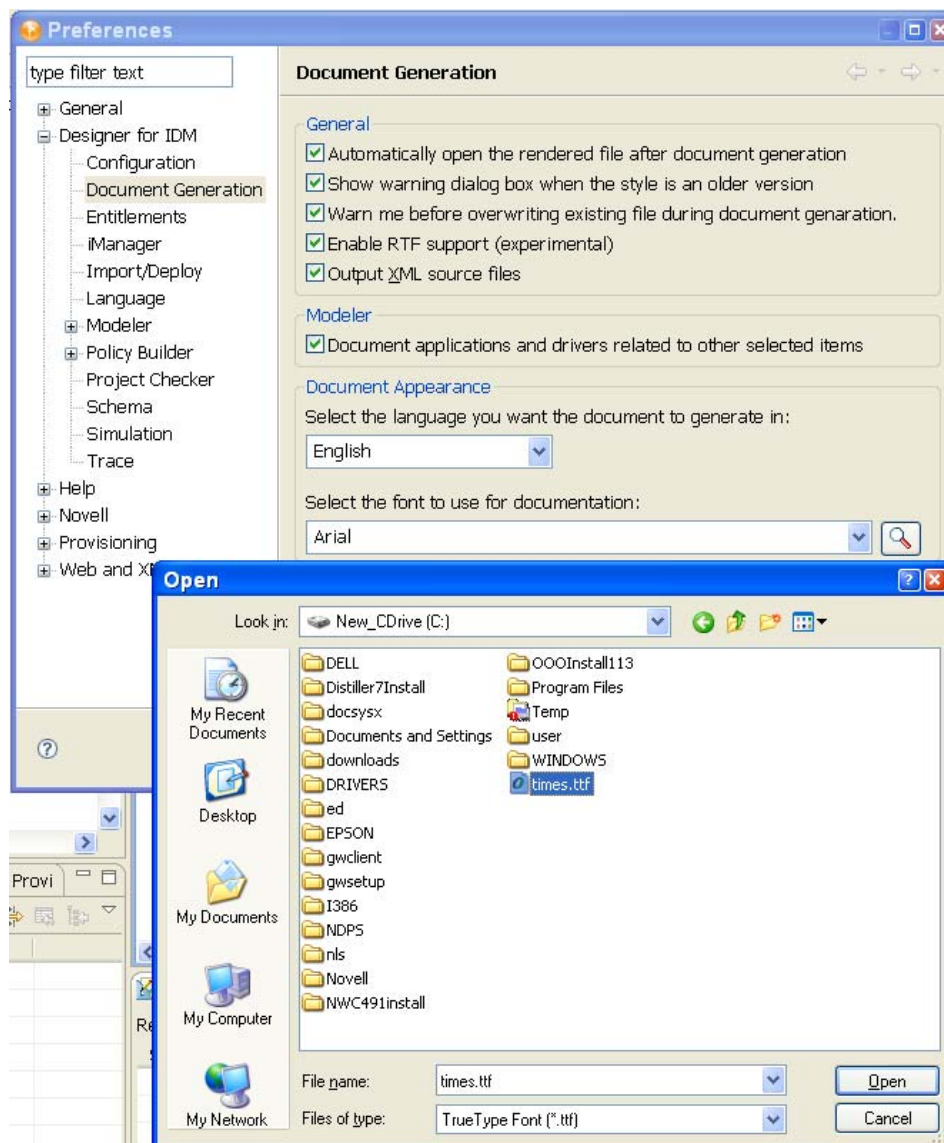 Preferences
type filter text
Document Generation
General
Designer for IDM
Configuration
Document Generation
Entitlements
iManager
Import/Deploy
Language
Modeler
Policy Builder
Project Checker
Schema
Simulation
Trace
Help
Novell
Provisioning
Web and
General
Automatically open the rendered file after document generation
Show warning dialog box when the style is an older version
Warn me before overwriting existing file during document genaration.
Enable RTF support (experimental)
Output XML source files
Modeler
Document applications and drivers related to other selected items
Document Appearance
Select the language you want the document to generate in:
English
Select the font to use for documentation:
Arial
Open
Look in: New_CDrive (C:)
My Recent
Documents
Desktop
My Documents
My Computer
My Network
DELL
Distiller7Install
docsysx
Documents and Settings
downloads
DRIVERS
ed
EPSON
gwclient
gwsetup
I386
NDPS
nls
Novell
NWC491install
OOOInstall113
Program Files
Temp
user
WINDOWS
times.ttf
File name: times.ttf
Open
Files of type: TrueType Font (*.ttf)
Cancel
Provi